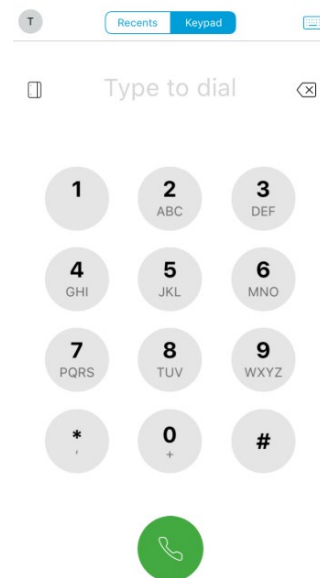 T Recents Keypad
Type to dial
1 2 3
ABC DEF
4 5 6
GHI JKL MNO
7 8 9
PQRS TUV WXYZ
* 0 #
, +